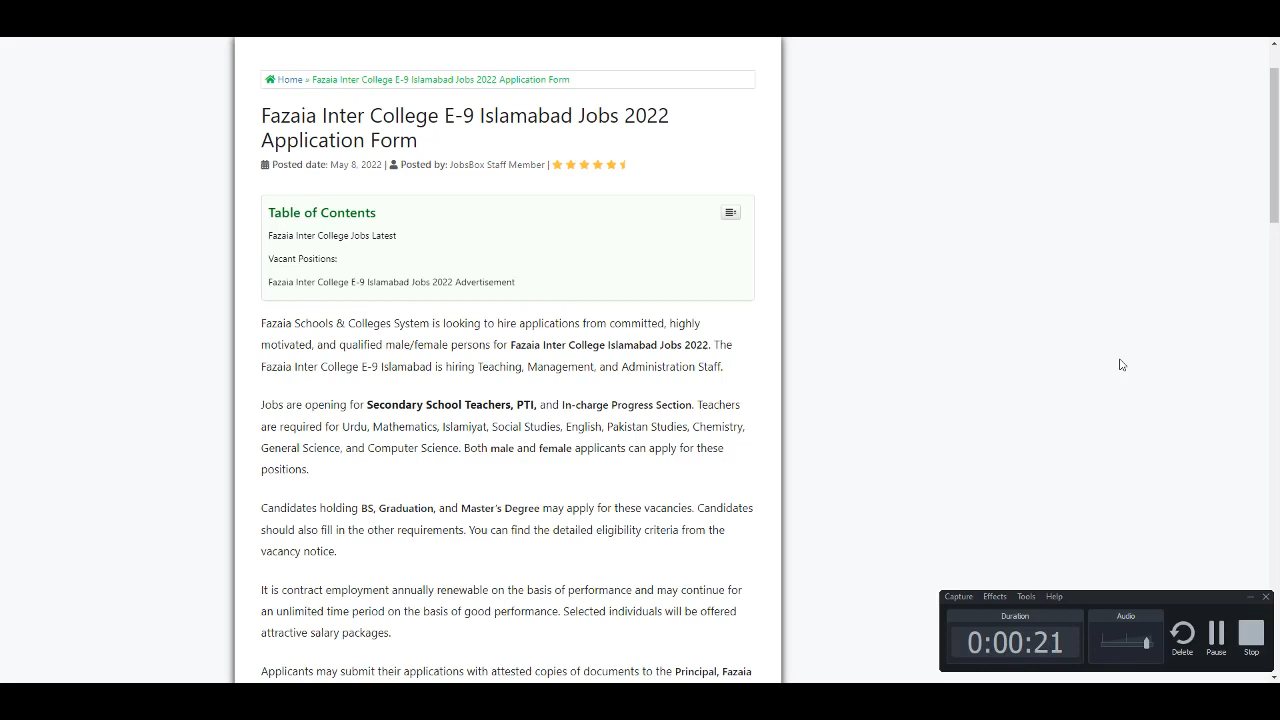 Home » Fazaia Inter College E-9 Islamabad Jobs 2022 Application Form
Fazaia Inter College E-9 Islamabad Jobs 2022
Application Form
Posted date: May 8, 2022 | Posted by: JobsBox Staff Member |
Table of Contents
Fazaia Inter College Jobs Latest
Vacant Positions:
Fazaia Inter College E-9 Islamabad Jobs 2022 Advertisement
Fazaia Schools & Colleges System is looking to hire applications from committed, highly
motivated, and qualified male/female persons for Fazaia Inter College Islamabad Jobs 2022. The
Fazaia Inter College E-9 Islamabad is hiring Teaching, Management, and Administration Staff.
Jobs are opening for Secondary School Teachers, PTI, and In-charge Progress Section. Teachers
are required for Urdu, Mathematics, Islamiyat, Social Studies, English, Pakistan Studies, Chemistry,
General Science, and Computer Science. Both male and female applicants can apply for these
positions.
Candidates holding BS, Graduation, and Master's Degree may apply for these vacancies. Candidates
should also fill in the other requirements. You can find the detailed eligibility criteria from the
vacancy notice.
It is contract employment annually renewable on the basis of performance and may continue for
an unlimited time period on the basis of good performance. Selected individuals will be offered
attractive salary packages.
Applicants may submit their applications with attested copies of documents to the Principal, Fazaia
Capture Effects Tools Help
Duration Audio
0:00:21
Delete Pause Stop